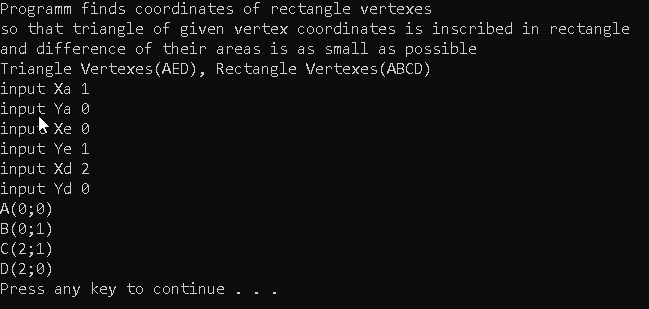 Programm finds coordinates of rectangle vertexes
so that triangle of given vertex coordinates is inscribed in rectangle
and difference of their areas is as small as possible
Triangle Vertexes(AED), Rectangle Vertexes(ABCD)
input Xa 1
input Ya 0
input Xe 0
input Ye 1
input Xd 2
input Yd 0
A(0;0)
B(0;1)
C(2;1)
D(2;0)
Press any key to continue . . .